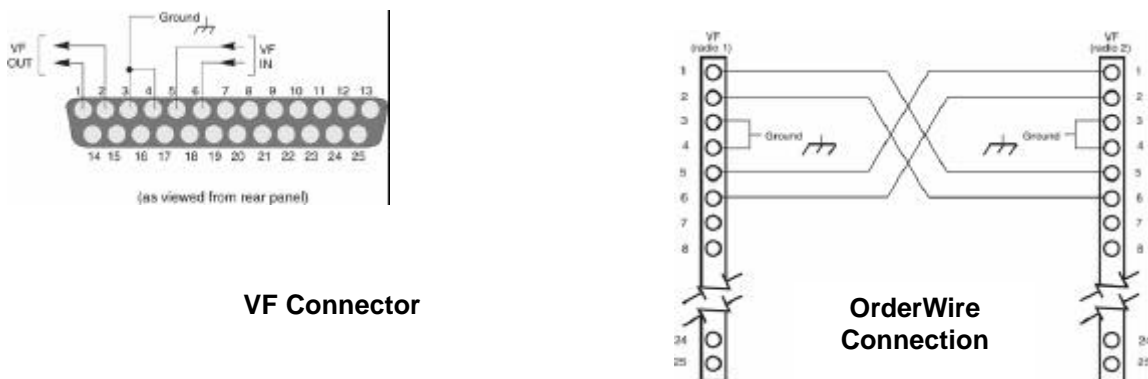 Ground
VF
OUT
VF
IN
1 2 3 4 5 6 7 8 9 10 11 12 13
14 15 16 17 18 19 20 21 22 23 24 25
(as viewed from rear panel)
VF Connector
VF
(radio 1)
VF
(radio 2)
1
2
3
4
5
6
7
8
24
25
Ground
Ground
1
2
3
4
5
6
7
8
24
25
OrderWire
Connection